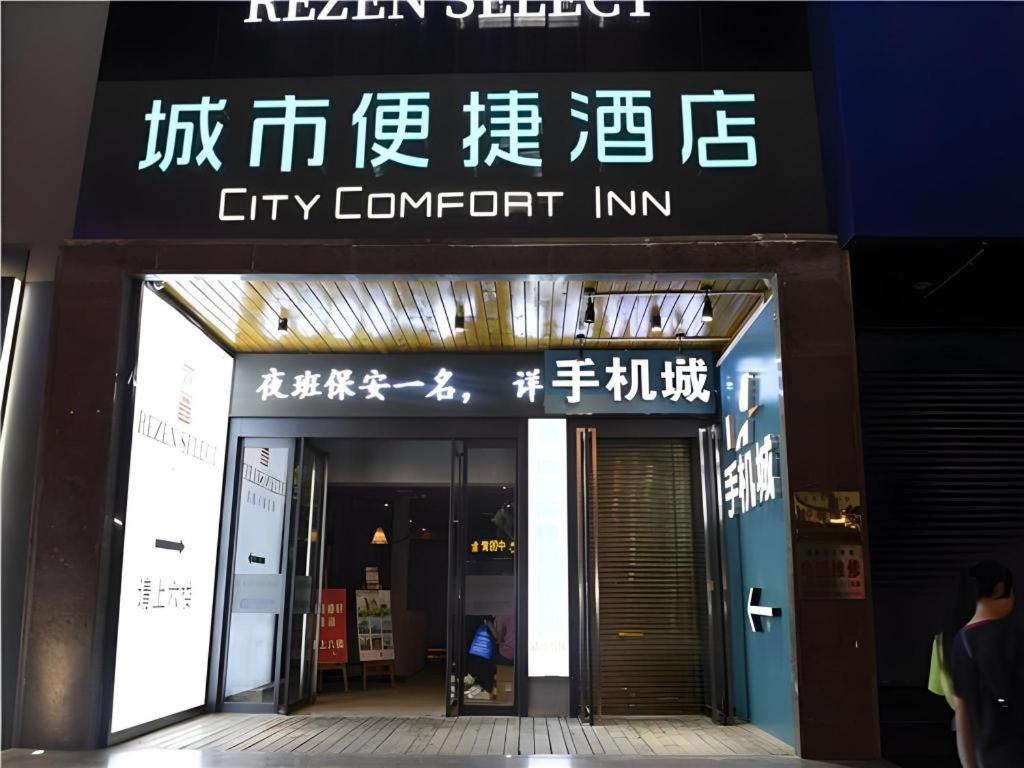 REZEN SELECT
城市便捷酒店
CITY COMFORT INN
夜班保安一名， 详
手机城
REZEN SELECT
请上六楼
手机城